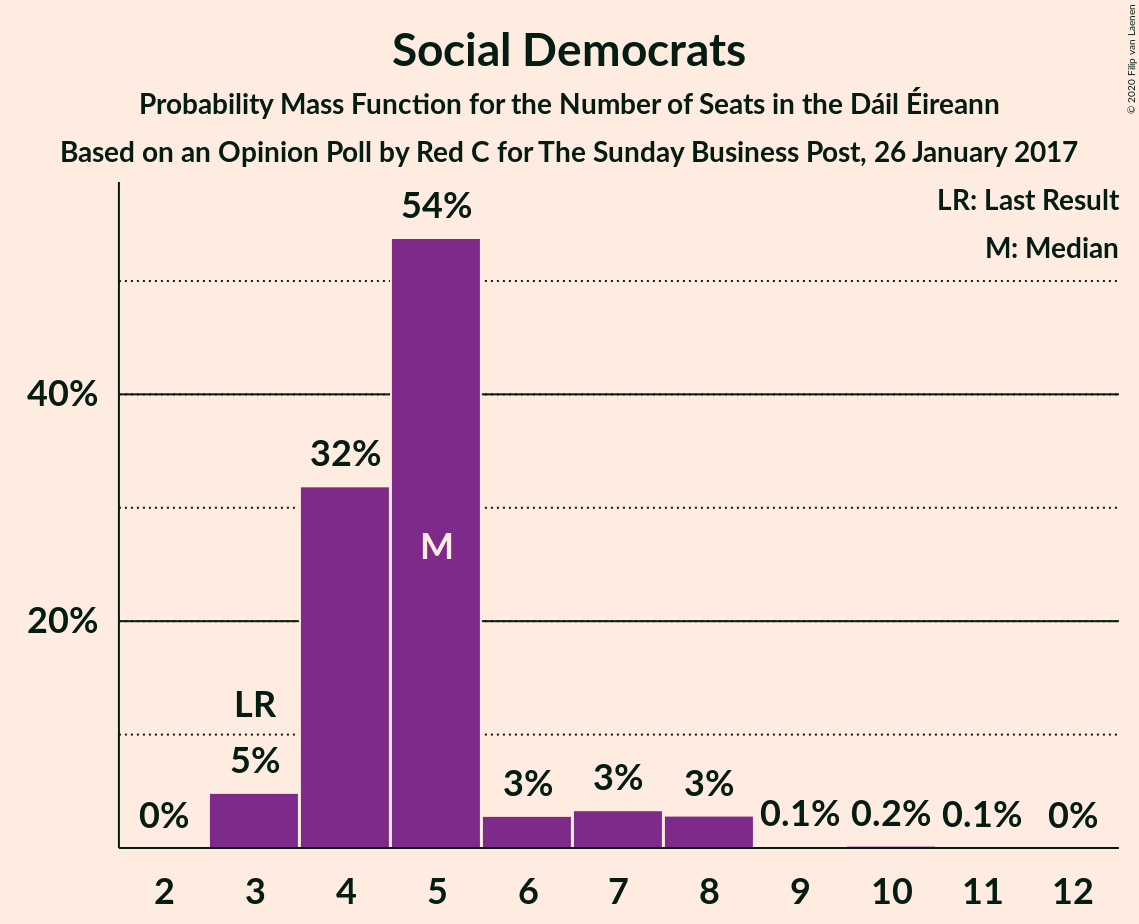 Social Democrats
Probability Mass Function for the Number of Seats in the Dáil Éireann
Based on an Opinion Poll by Red C for The Sunday Business Post, 26 January 2017
© 2020 Filip van Laenen
LR: Last Result
M: Median
54%
40%
32%
M
20%
LR
5%
0%
3%
3%
3%
0.1%
0.2%
0.1%
0%
2 3 4 5 6 7 8 9 10 11 12